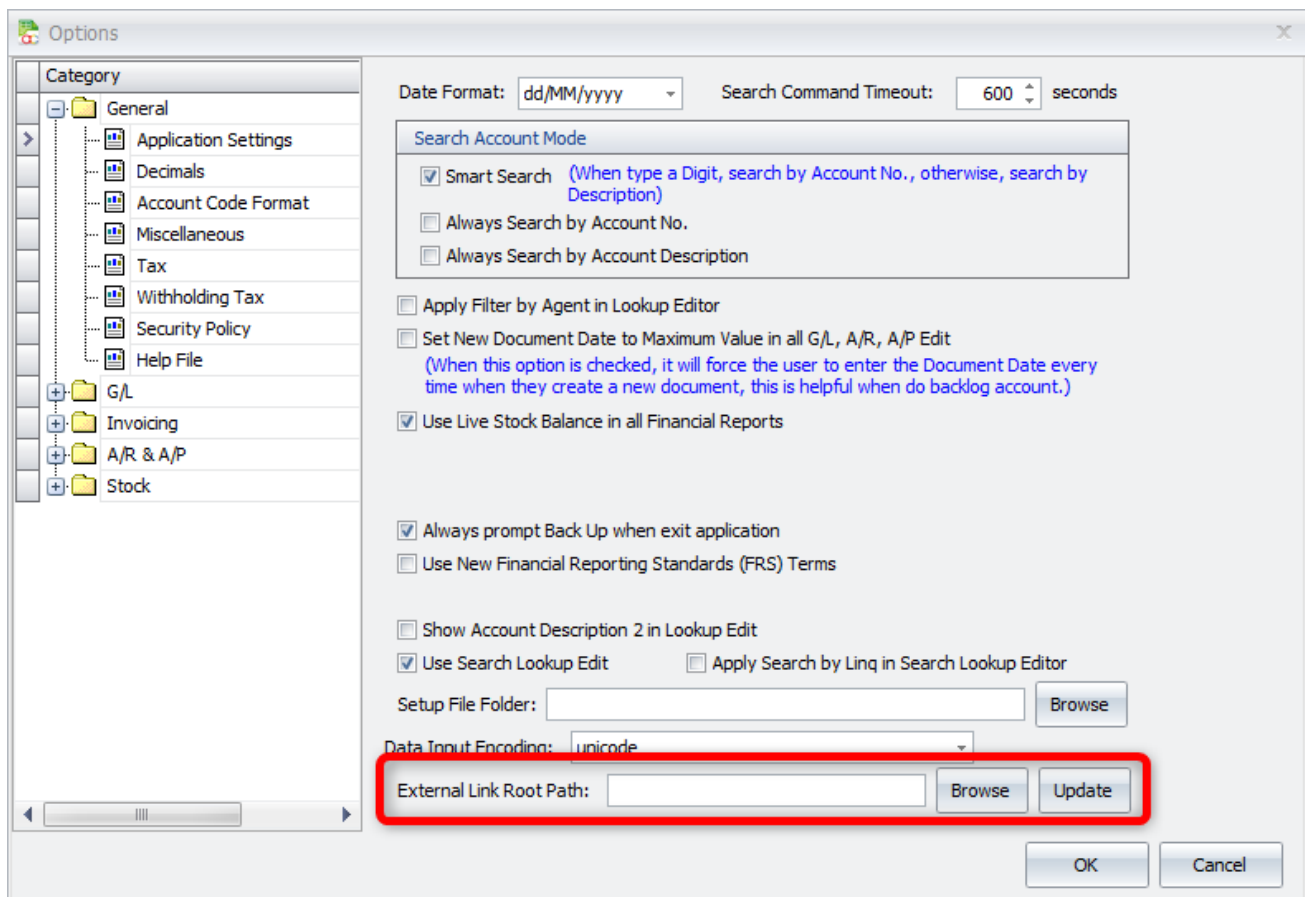 Options
Category
General
Application Settings
Decimals
Account Code Format
Miscellaneous
Tax
Withholding Tax
Security Policy
Help File
G/L
Invoicing
A/R & A/P
Stock
Date Format: dd/MM/yyyy Search Command Timeout: 600 seconds
Search Account Mode
Smart Search (When type a Digit, search by Account No., otherwise, search by
Description)
Always Search by Account No.
Always Search by Account Description
Apply Filter by Agent in Lookup Editor
Set New Document Date to Maximum Value in all G/L, A/R, A/P Edit
(When this option is checked, it will force the user to enter the Document Date every
time when they create a new document, this is helpful when do backlog account.)
Use Live Stock Balance in all Financial Reports
Always prompt Back Up when exit application
Use New Financial Reporting Standards (FRS) Terms
Show Account Description 2 in Lookup Edit
Use Search Lookup Edit Apply Search by Linq in Search Lookup Editor
Setup File Folder: Browse
Data Input Encoding: unicode
External Link Root Path: Browse Update
OK Cancel